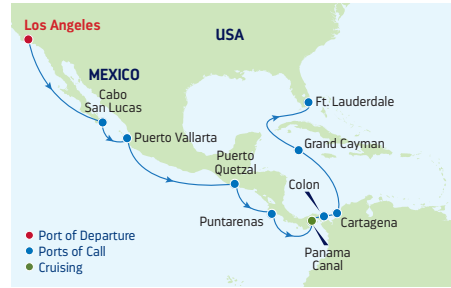 Los Angeles
USA
MEXICO
Cabo
San Lucas
Ft. Lauderdale
Puerto Vallarta
Grand Cayman
Puerto
Quetzal
Colon
Puntarenas
Cartagena
Panama
Canal
Port of Departure
Ports of Call
Cruising